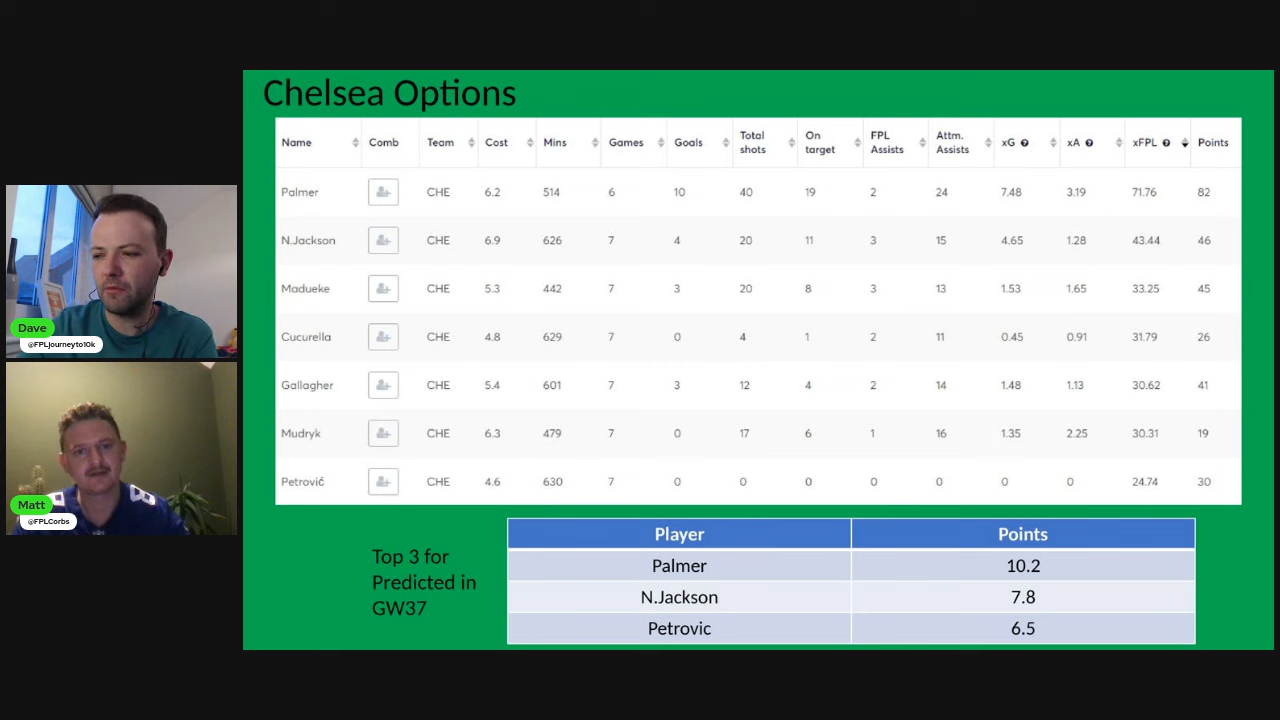 Chelsea Options
Name Comb Team Cost Mins Games Goals Total shots On target FPL Assists Attm. Assists xG xA xFPL Points
Palmer CHE 6.2 514 6 10 40 19 2 24 7.48 3.19 71.76 82
N.Jackson CHE 6.9 626 7 4 20 11 3 15 4.65 1.28 43.44 46
Madueke CHE 5.3 442 7 3 20 8 3 13 1.53 1.65 33.25 45
Cucurella CHE 4.8 629 7 0 4 1 2 11 0.45 0.91 31.79 26
Gallagher CHE 5.4 601 7 3 12 4 2 14 1.48 1.13 30.62 41
Mudryk CHE 6.3 479 7 0 17 6 1 16 1.35 2.25 30.31 19
Petrović CHE 4.6 630 7 0 0 0 0 0 0 0 24.74 30
Top 3 for
Predicted in
GW37
Player Points
Palmer 10.2
N.Jackson 7.8
Petrovic 6.5
Dave
@FPLjourneyto10k
Matt
@FPLCorbs
8